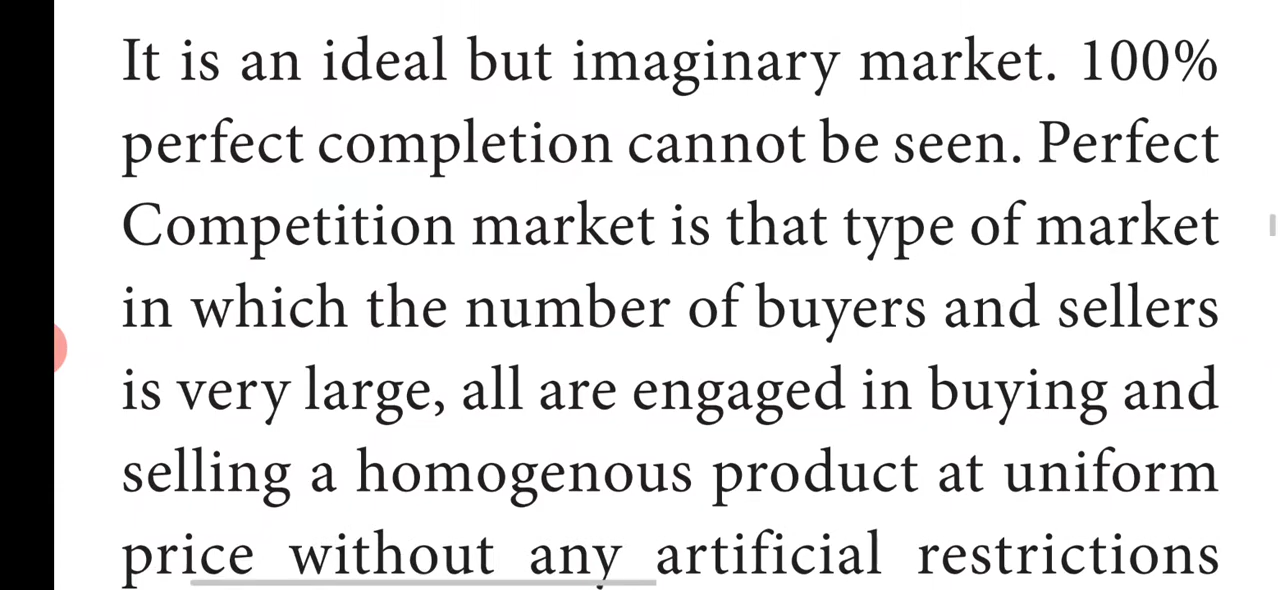 It is an ideal but imaginary market. 100%
perfect completion cannot be seen. Perfect
Competition market is that type of market
in which the number of buyers and sellers
is very large, all are engaged in buying and
selling a homogenous product at uniform
price without any artificial restrictions